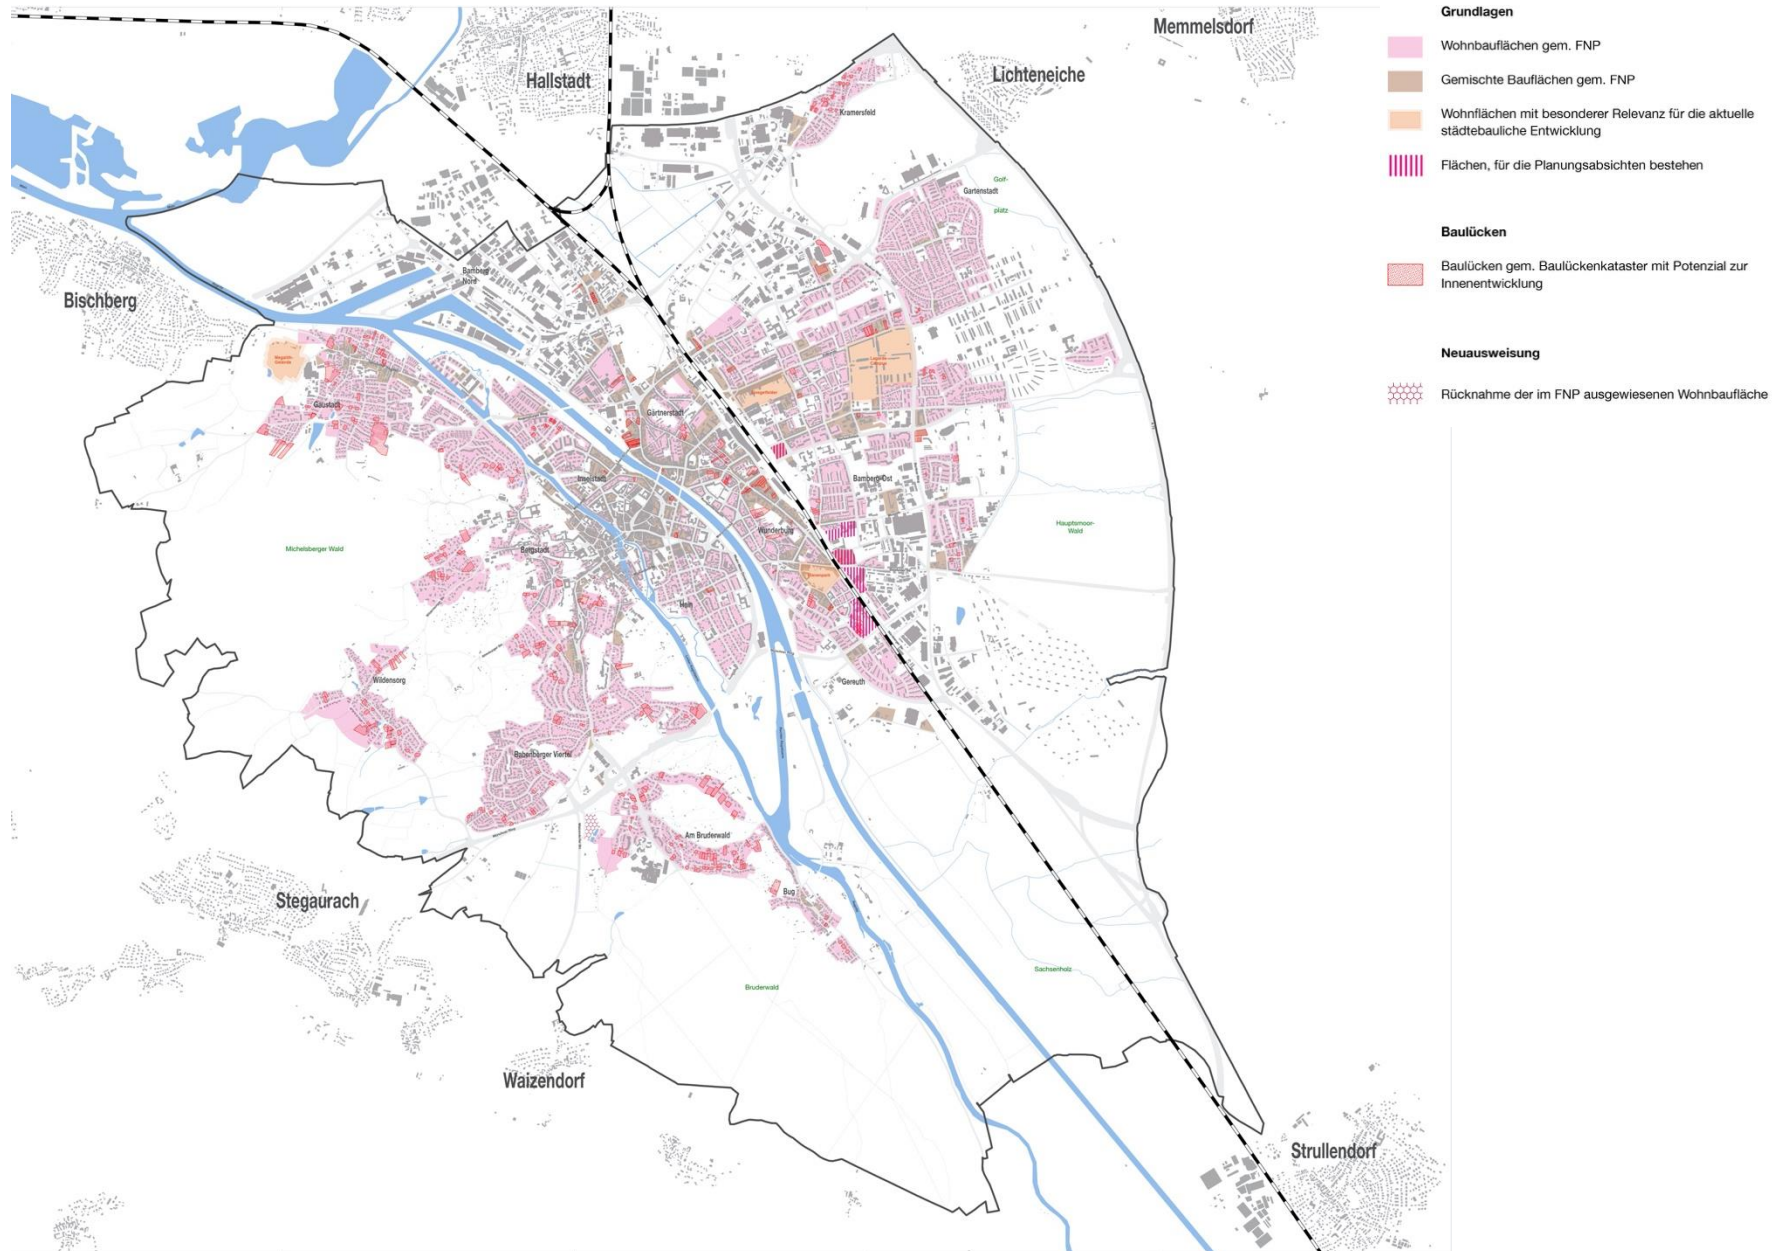 Memmelsdorf
Hallstadt
Lichteneiche
Kramersfeld
Golf-
platz
Gartenstadt
Bamberg
Nord
Bischberg
Gaustadt
Gärtnerstadt
Inselstadt
Bamberg-Ost
Wunderburg
Hauptsmoor-
Wald
Michelsberger Wald
Bergstadt
Hain
Wildensorg
Gereuth
Babenberger Viertel
Am Bruderwald
Bug
Stegaurach
Sachsenholz
Bruderwald
Waizendorf
Strullendorf
Grundlagen
Wohnbauflächen gem. FNP
Gemischte Bauflächen gem. FNP
Wohnflächen mit besonderer Relevanz für die aktuelle
städtebauliche Entwicklung
Flächen, für die Planungsabsichten bestehen
Baulücken
Baulücken gem. Baulückenkataster mit Potenzial zur
Innenentwicklung
Neuausweisung
Rücknahme der im FNP ausgewiesenen Wohnbaufläche